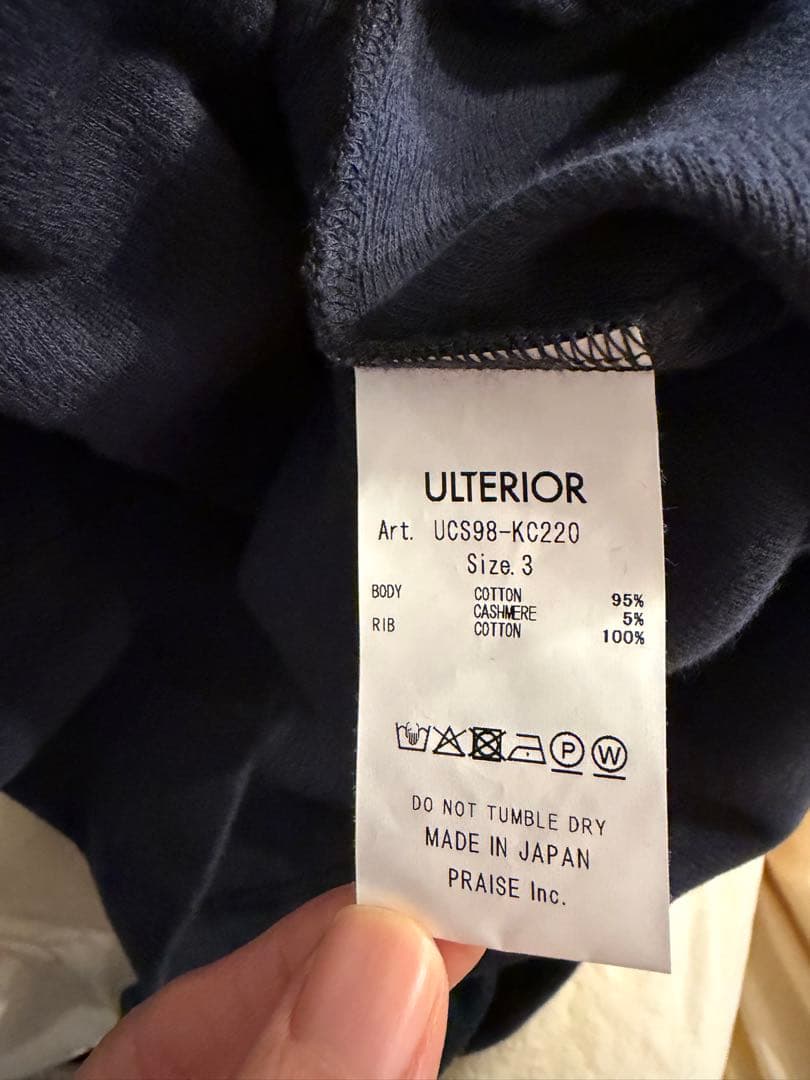 ULTERIOR
Art. UCS98-KC220
Size. 3
BODY COTTON 95%
CASHMERE 5%
RIB COTTON 100%
P W
DO NOT TUMBLE DRY
MADE IN JAPAN
PRAISE Inc.